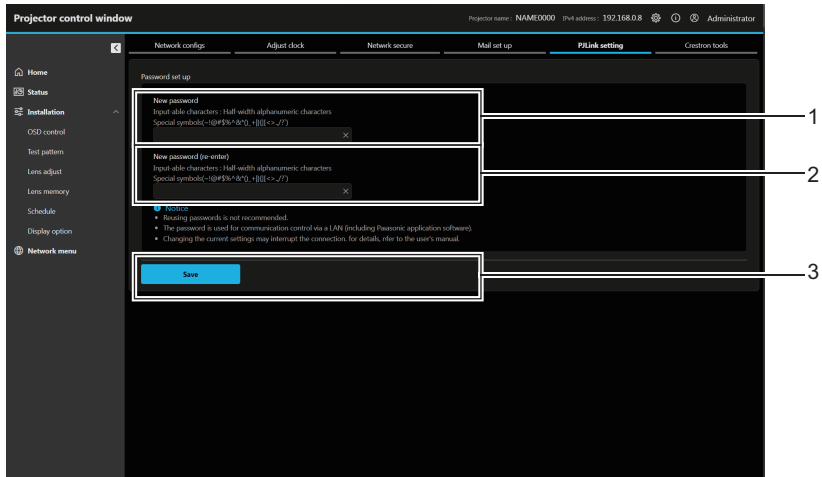 Projector control window
Projector name : NAME0000 IPv4 address : 192.168.0.8 Administrator
Network configs Adjust clock Network secure Mail set up PJLink setting Crestron tools
Home
Status
Installation
OSD control
Test pattern
Lens adjust
Lens memory
Schedule
Display option
Network menu
Password set up
New password
Input-able characters : Half-width alphanumeric characters
1
New password (re-enter)
Input-able characters : Half-width alphanumeric characters
2
Notice
• Reusing passwords is not recommended.
• The password is used for communication control via a LAN (including Pauasonic application software).
• Changing the current settings may interrupt the connection. for details, rfer to the user's manual.
Save
3